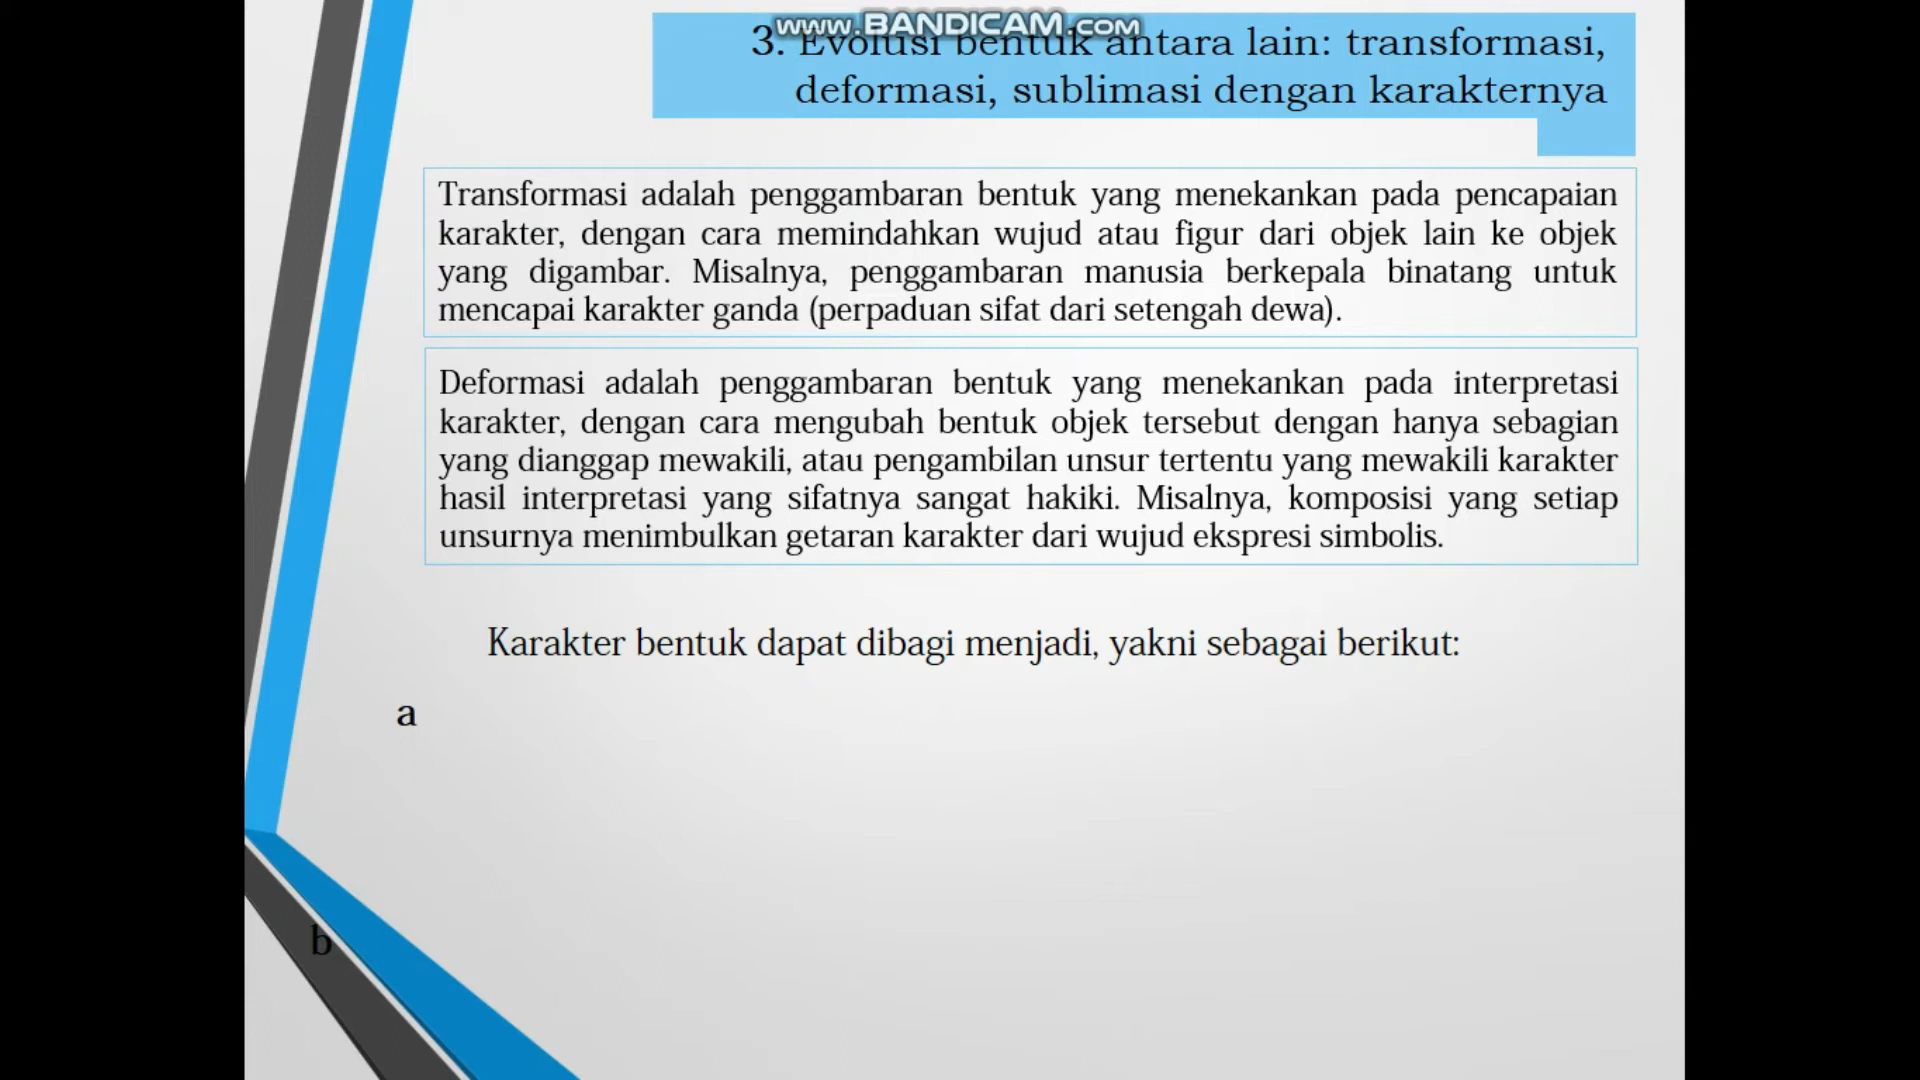 www.BANDICAM.com
3. Evolusi bentuk antara lain: transformasi,
deformasi, sublimasi dengan karakternya
Transformasi adalah penggambaran bentuk yang menekankan pada pencapaian
karakter, dengan cara memindahkan wujud atau figur dari objek lain ke objek
yang digambar. Misalnya, penggambaran manusia berkepala binatang untuk
mencapai karakter ganda (perpaduan sifat dari setengah dewa).
Deformasi adalah penggambaran bentuk yang menekankan pada interpretasi
karakter, dengan cara mengubah bentuk objek tersebut dengan hanya sebagian
yang dianggap mewakili, atau pengambilan unsur tertentu yang mewakili karakter
hasil interpretasi yang sifatnya sangat hakiki. Misalnya, komposisi yang setiap
unsurnya menimbulkan getaran karakter dari wujud ekspresi simbolis.
Karakter bentuk dapat dibagi menjadi, yakni sebagai berikut:
a
b